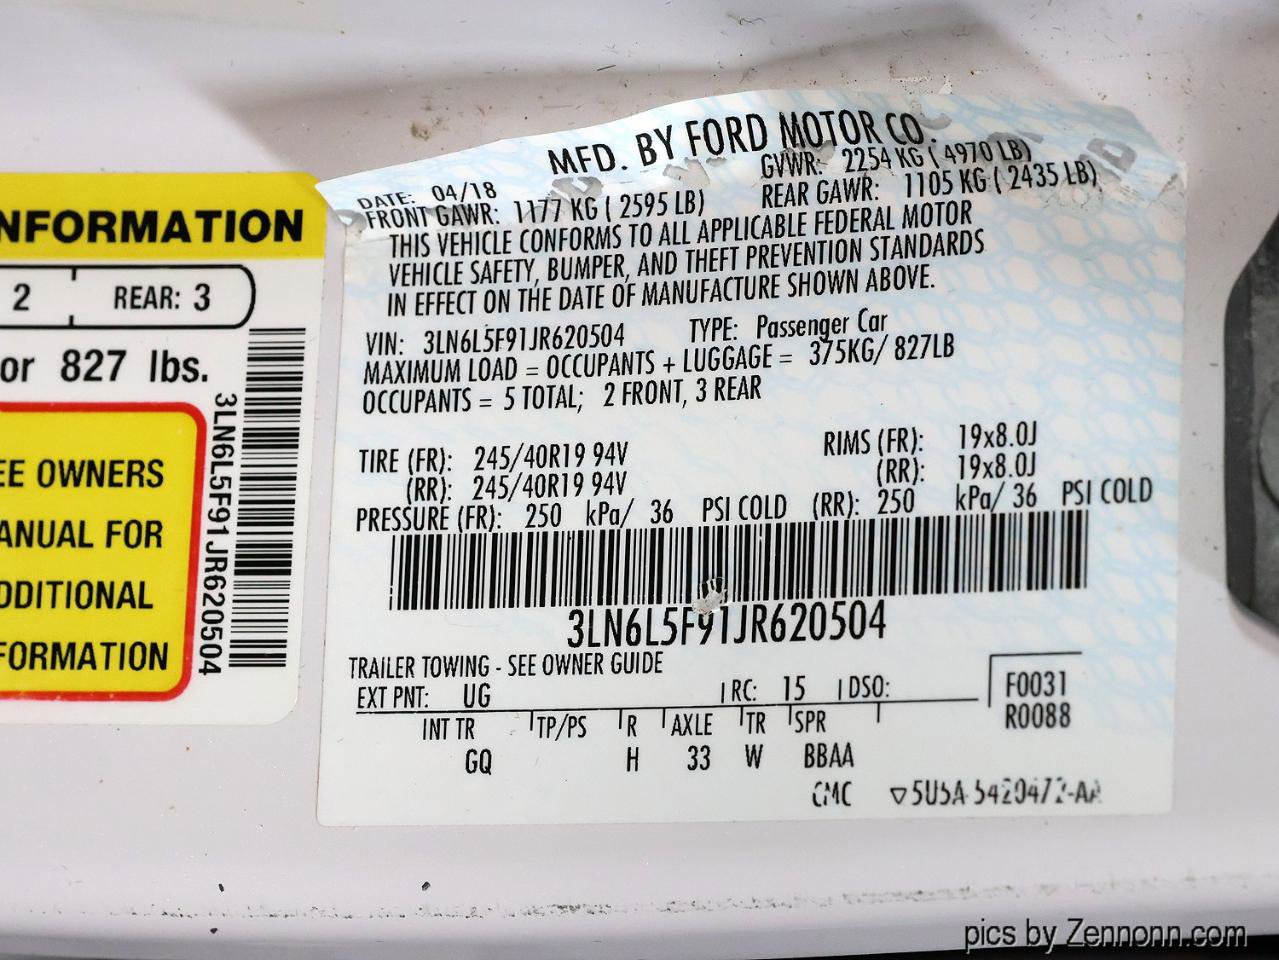 NFORMATION
2 REAR: 3
or 827 lbs.
EE OWNERS
ANUAL FOR
DDITIONAL
FORMATION
3LN6L5F91JR620504
MFD. BY FORD MOTOR CO.
DATE: 04/18 GVWR: 2254 KG ( 4970 LB)
FRONT GAWR: 1177 KG ( 2595 LB) REAR GAWR: 1105 KG ( 2435 LB)
THIS VEHICLE CONFORMS TO ALL APPLICABLE FEDERAL MOTOR
VEHICLE SAFETY, BUMPER, AND THEFT PREVENTION STANDARDS
IN EFFECT ON THE DATE OF MANUFACTURE SHOWN ABOVE.
VIN: 3LN6L5F91JR620504 TYPE: Passenger Car
MAXIMUM LOAD = OCCUPANTS + LUGGAGE = 375KG/ 827LB
OCCUPANTS = 5 TOTAL; 2 FRONT, 3 REAR
TIRE (FR): 245/40R19 94V RIMS (FR): 19x8.0J
(RR): 245/40R19 94V (RR): 19x8.0J
PRESSURE (FR): 250 kPa/ 36 PSI COLD (RR): 250 kPa/ 36 PSI COLD
3LN6L5F91JR620504
TRAILER TOWING - SEE OWNER GUIDE
EXT PNT: UG RC: 15 DSO: F0031
R0088
INT TR TP/PS R AXLE TR SPR
GQ H 33 W BBAA
CMC 5U5A-5420472-AA
pics by Zennonn.com